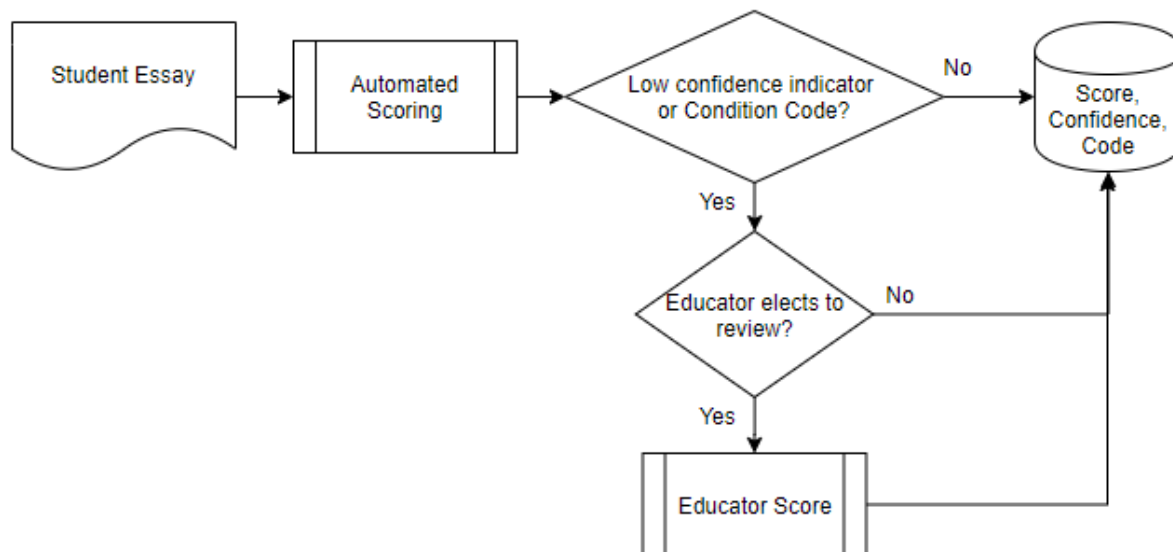 Student Essay
Automated
Scoring
Low confidence indicator
or Condition Code?
No
Score,
Confidence,
Code
Yes
Educator elects to
review?
No
Yes
Educator Score